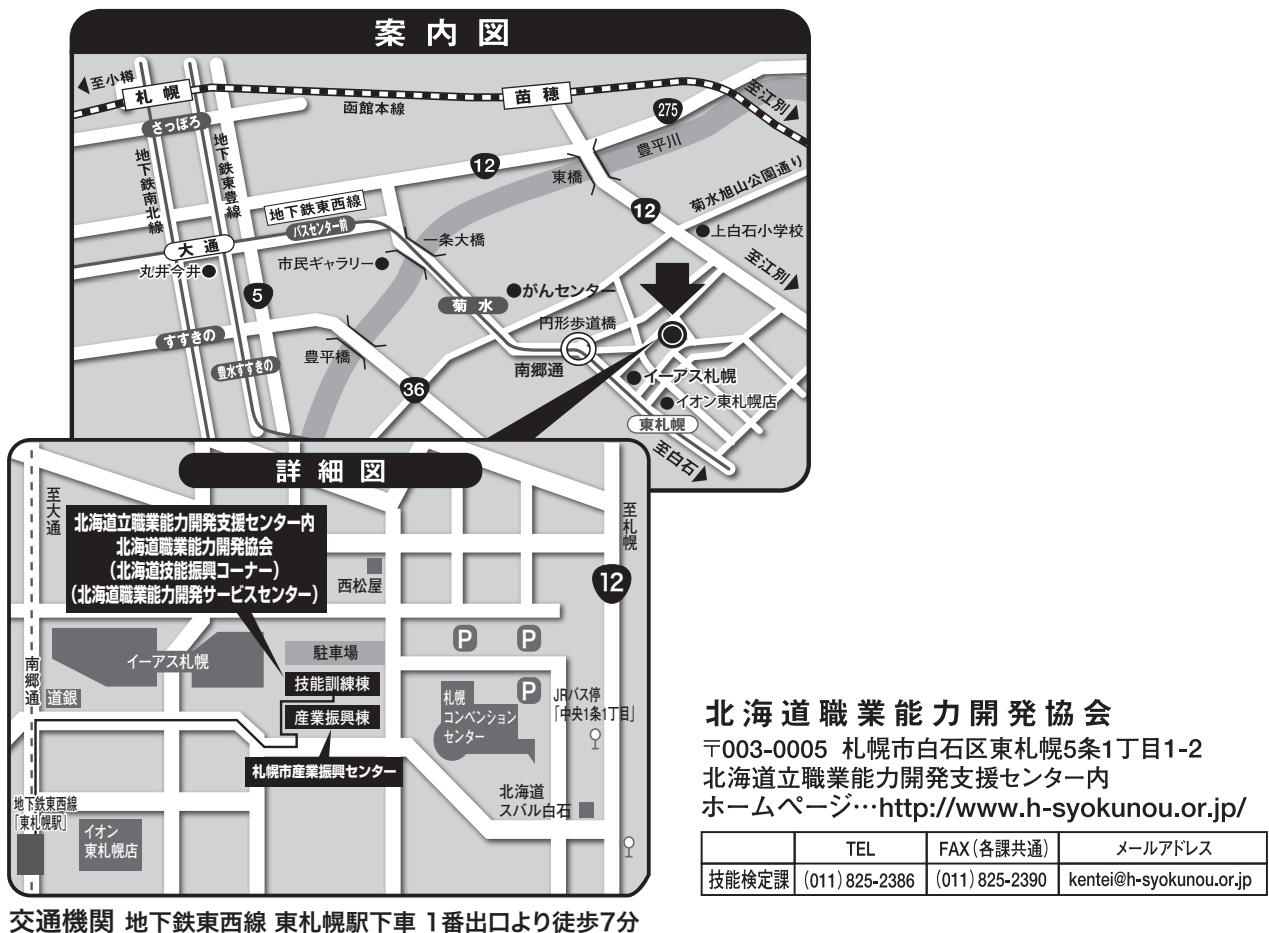 案内図
至小樽
札幌
さっぽろ
函館本線
苗穂
275
至江別
豊平川
地下鉄南北線
地下鉄東豊線
12
東橋
菊水旭山公園通り
12
地下鉄東西線
バスセンター前
大通
丸井今井
一条大橋
市民ギャラリー
上白石小学校
至江別
5
菊水
がんセンター
円形歩道橋
すすきの
豊水すすきの
豊平橋
南郷通
36
イーアス札幌
イオン東札幌店
東札幌
至白石
詳細図
至大通
北海道立職業能力開発支援センター内
北海道職業能力開発協会
(北海道技能振興コーナー)
(北海道職業能力開発サービスセンター)
西松屋
至札幌
12
イーアス札幌
駐車場
P
P
P
南郷通
道銀
技能訓練棟
産業振興棟
札幌
コンベンション
センター
JRバス停
「中央1条1丁目」
札幌市産業振興センター
地下鉄東西線
「東札幌駅」
イオン
東札幌店
北海道
スバル白石
交通機関 地下鉄東西線 東札幌駅下車 1番出口より徒歩7分
北海道職業能力開発協会
〒003-0005 札幌市白石区東札幌5条1丁目1-2
北海道立職業能力開発支援センター内
ホームページ…http://www.h-syokunou.or.jp/
TEL FAX(各課共通) メールアドレス
技能検定課 (011)825-2386 (011)825-2390 kentei@h-syokunou.or.jp